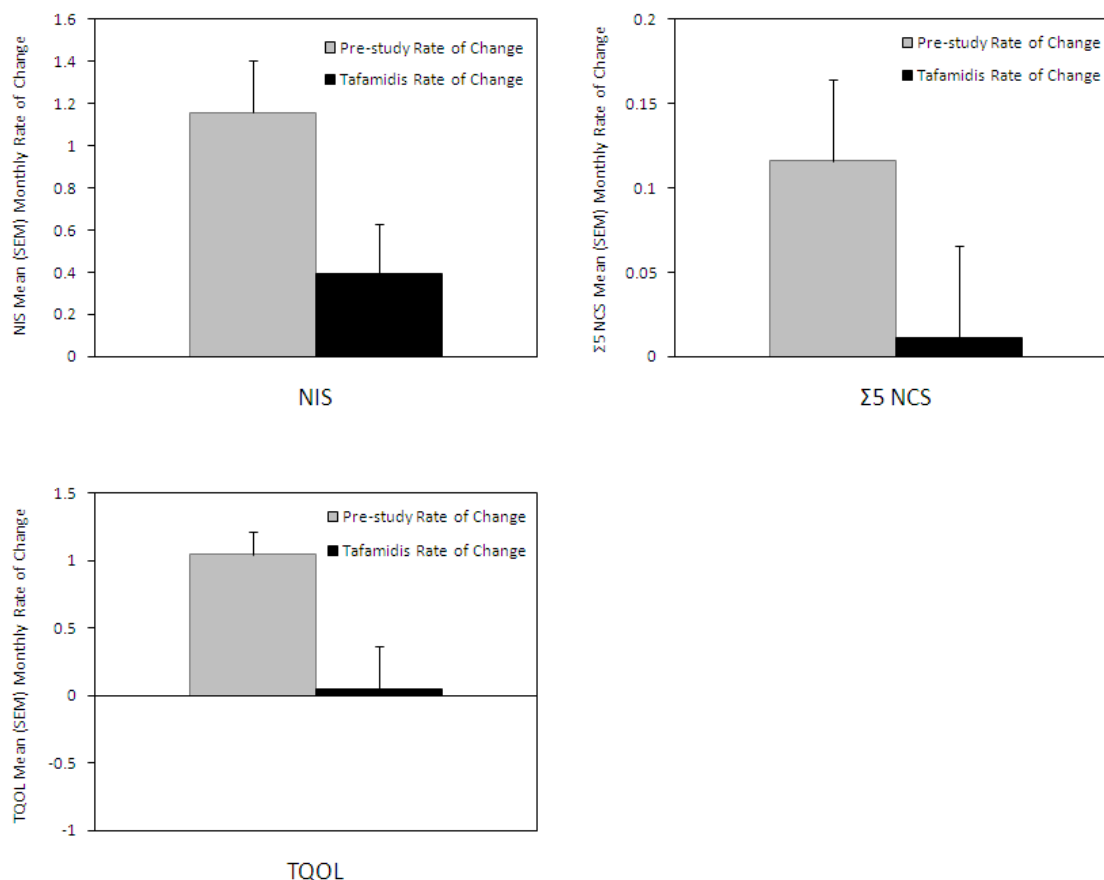 NIS Mean (SEM) Monthly Rate of Change
1.6
1.4
1.2
1
0.8
0.6
0.4
0.2
0
Pre-study Rate of Change
Tafamidis Rate of Change
NIS
Σ5 NCS Mean (SEM) Monthly Rate of Change
0.2
0.15
0.1
0.05
0
Pre-study Rate of Change
Tafamidis Rate of Change
Σ5 NCS
TQOL Mean (SEM) Monthly Rate of Change
1.5
1
0.5
0
-0.5
-1
Pre-study Rate of Change
Tafamidis Rate of Change
TQOL